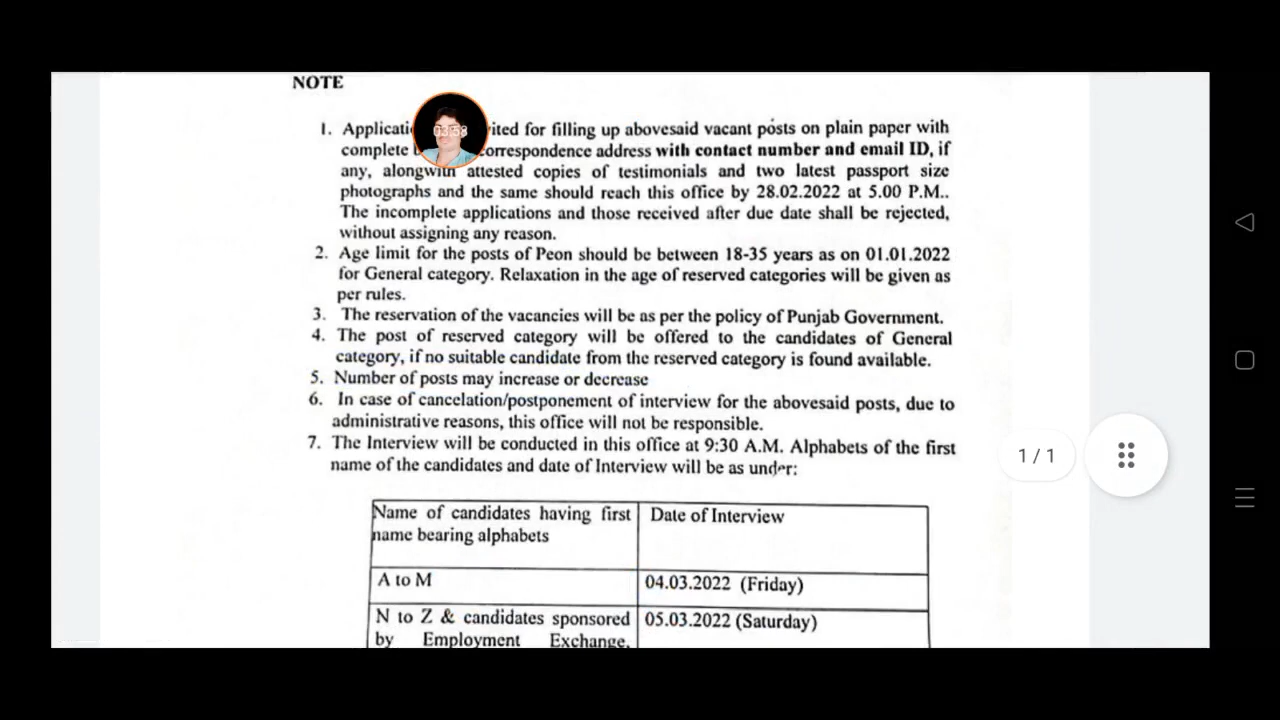 NOTE
1. Applicati ited for filling up abovesaid vacant posts on plain paper with
complete orrespondence address with contact number and email ID, if
any, alongwith attested copies of testimonials and two latest passport size
photographs and the same should reach this office by 28.02.2022 at 5.00 P.M..
The incomplete applications and those received after due date shall be rejected,
without assigning any reason.
2. Age limit for the posts of Peon should be between 18-35 years as on 01.01.2022
for General category. Relaxation in the age of reserved categories will be given as
per rules.
3. The reservation of the vacancies will be as per the policy of Punjab Government.
4. The post of reserved category will be offered to the candidates of General
category, if no suitable candidate from the reserved category is found available.
5. Number of posts may increase or decrease
6. In case of cancelation/postponement of interview for the abovesaid posts, due to
administrative reasons, this office will not be responsible.
7. The Interview will be conducted in this office at 9:30 A.M. Alphabets of the first
name of the candidates and date of Interview will be as under:
Name of candidates having first
name bearing alphabets
Date of Interview
A to M
04.03.2022 (Friday)
N to Z & candidates sponsored
by Employment Exchange,
05.03.2022 (Saturday)
03:58
1 / 1